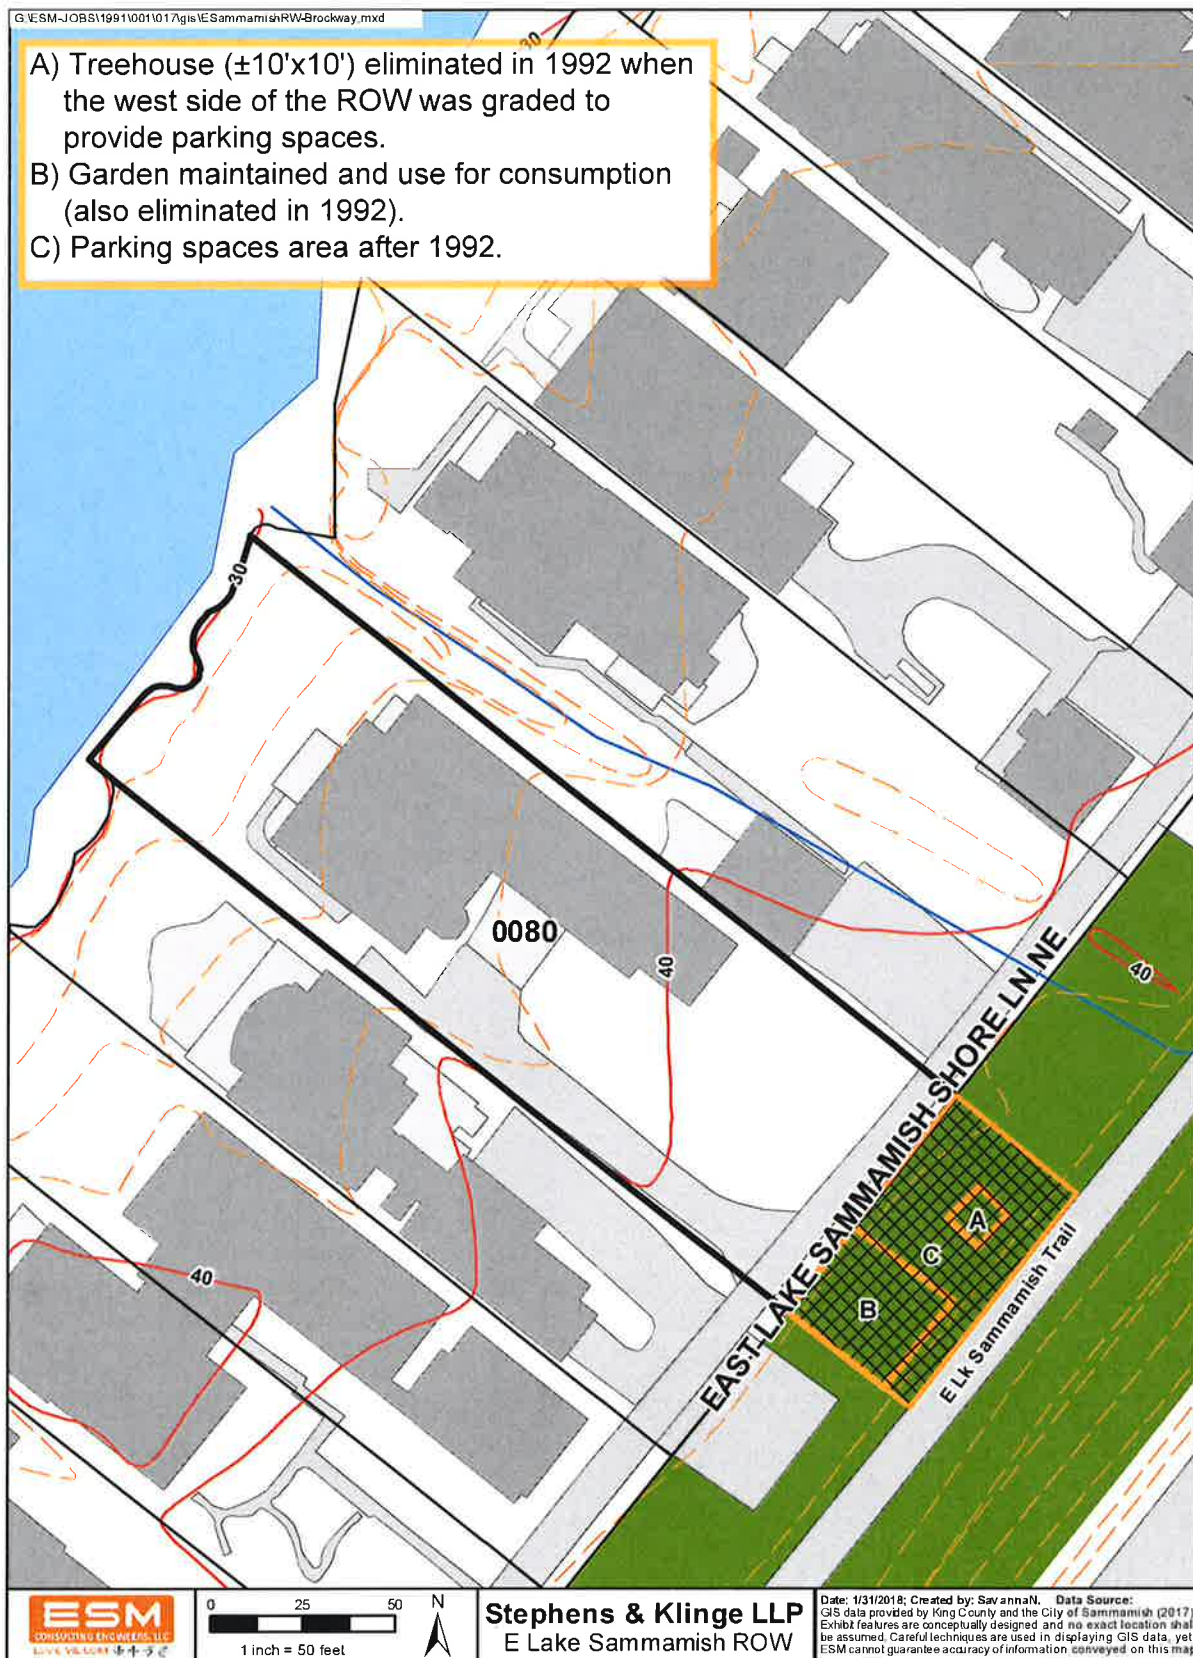 G:\ESM-JOBS\1991\001\017\gis\ESammamishRW-Brockway.mxd
A) Treehouse (±10'x10') eliminated in 1992 when
the west side of the ROW was graded to
provide parking spaces.
B) Garden maintained and use for consumption
(also eliminated in 1992).
C) Parking spaces area after 1992.
30
30
0080
40
40
40
EAST LAKE SAMMAMISH SHORE LN NE
A
C
B
E Lk Sammamish Trail
ESM
CONSULTING ENGINEERS, LLC
0 25 50
1 inch = 50 feet
N
Stephens & Klinge LLP
E Lake Sammamish ROW
Date: 1/31/2018; Created by: SavannaN. Data Source:
GIS data provided by King County and the City of Sammamish (2017)
Exhibit features are conceptually designed and no exact location shall
be assumed. Careful techniques are used in displaying GIS data, yet
ESM cannot guarantee accuracy of information conveyed on this map